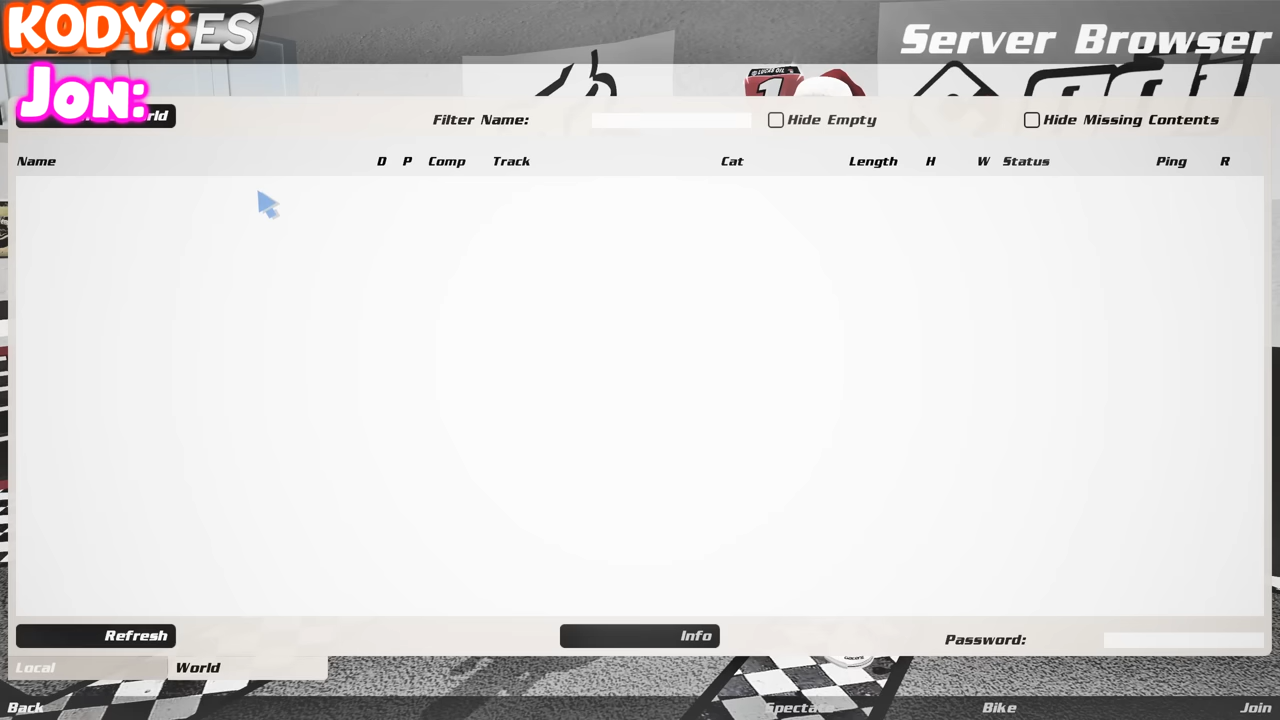 KODY:
Jon:
Server Browser
Filter Name:
Hide Empty
Hide Missing Contents
Name D P Comp Track Cat Length H W Status Ping R
Refresh
Info
Password:
Local
World
Back
Spectate
Bike
Join